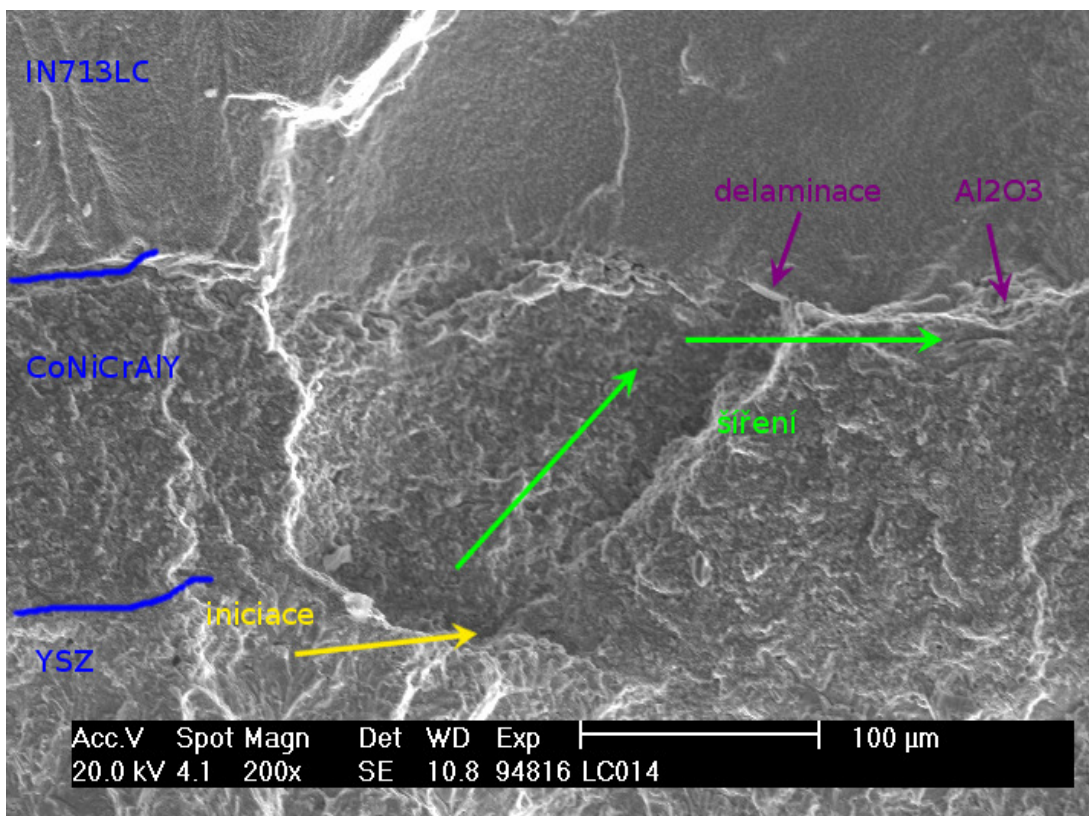 IN713LC
delaminace
Al2O3
CoNiCrAlY
šíření
iniciace
YSZ
Acc.V Spot Magn Det WD Exp 100 µm
20.0 kV 4.1 200x SE 10.8 94816 LC014